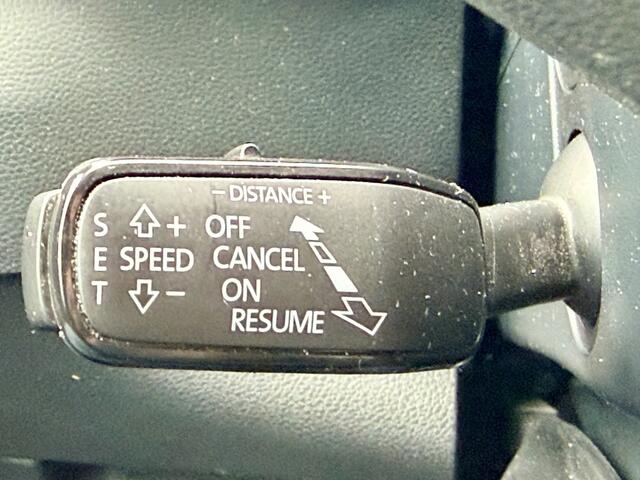 - DISTANCE +
S + OFF
E SPEED CANCEL
T - ON
RESUME